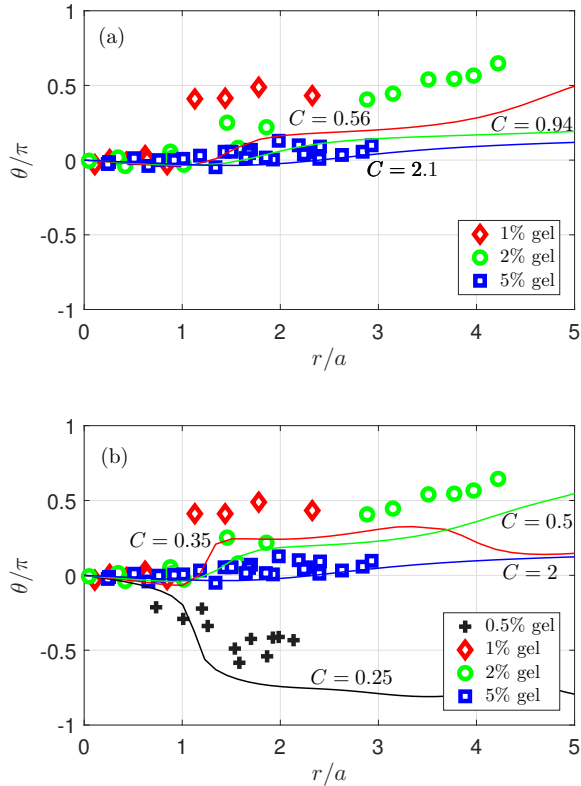 (a)
1
0.5
0
-0.5
-1
θ/π
C = 0.56
C = 0.94
C = 2.1
1% gel
2% gel
5% gel
0 1 2 3 4 5
r/a
(b)
1
0.5
0
-0.5
-1
θ/π
C = 0.35
C = 0.5
C = 2
C = 0.25
0.5% gel
1% gel
2% gel
5% gel
0 1 2 3 4 5
r/a